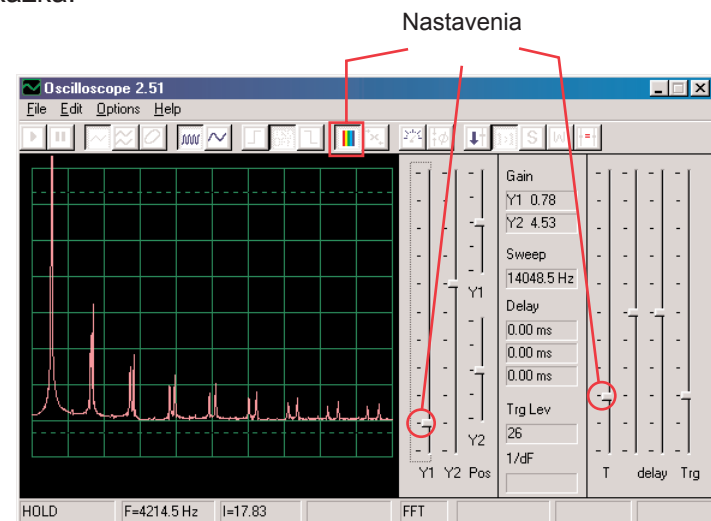 Nastavenia
Oscilloscope 2.51
File Edit Options Help
Gain
Y1 0.78
Y2 4.53
Sweep
14048.5 Hz
Delay
0.00 ms
0.00 ms
0.00 ms
Trg Lev
26
1/dF
Y1
Y2
Y1 Y2 Pos
T delay Trg
HOLD F=4214.5 Hz I=17.83 FFT